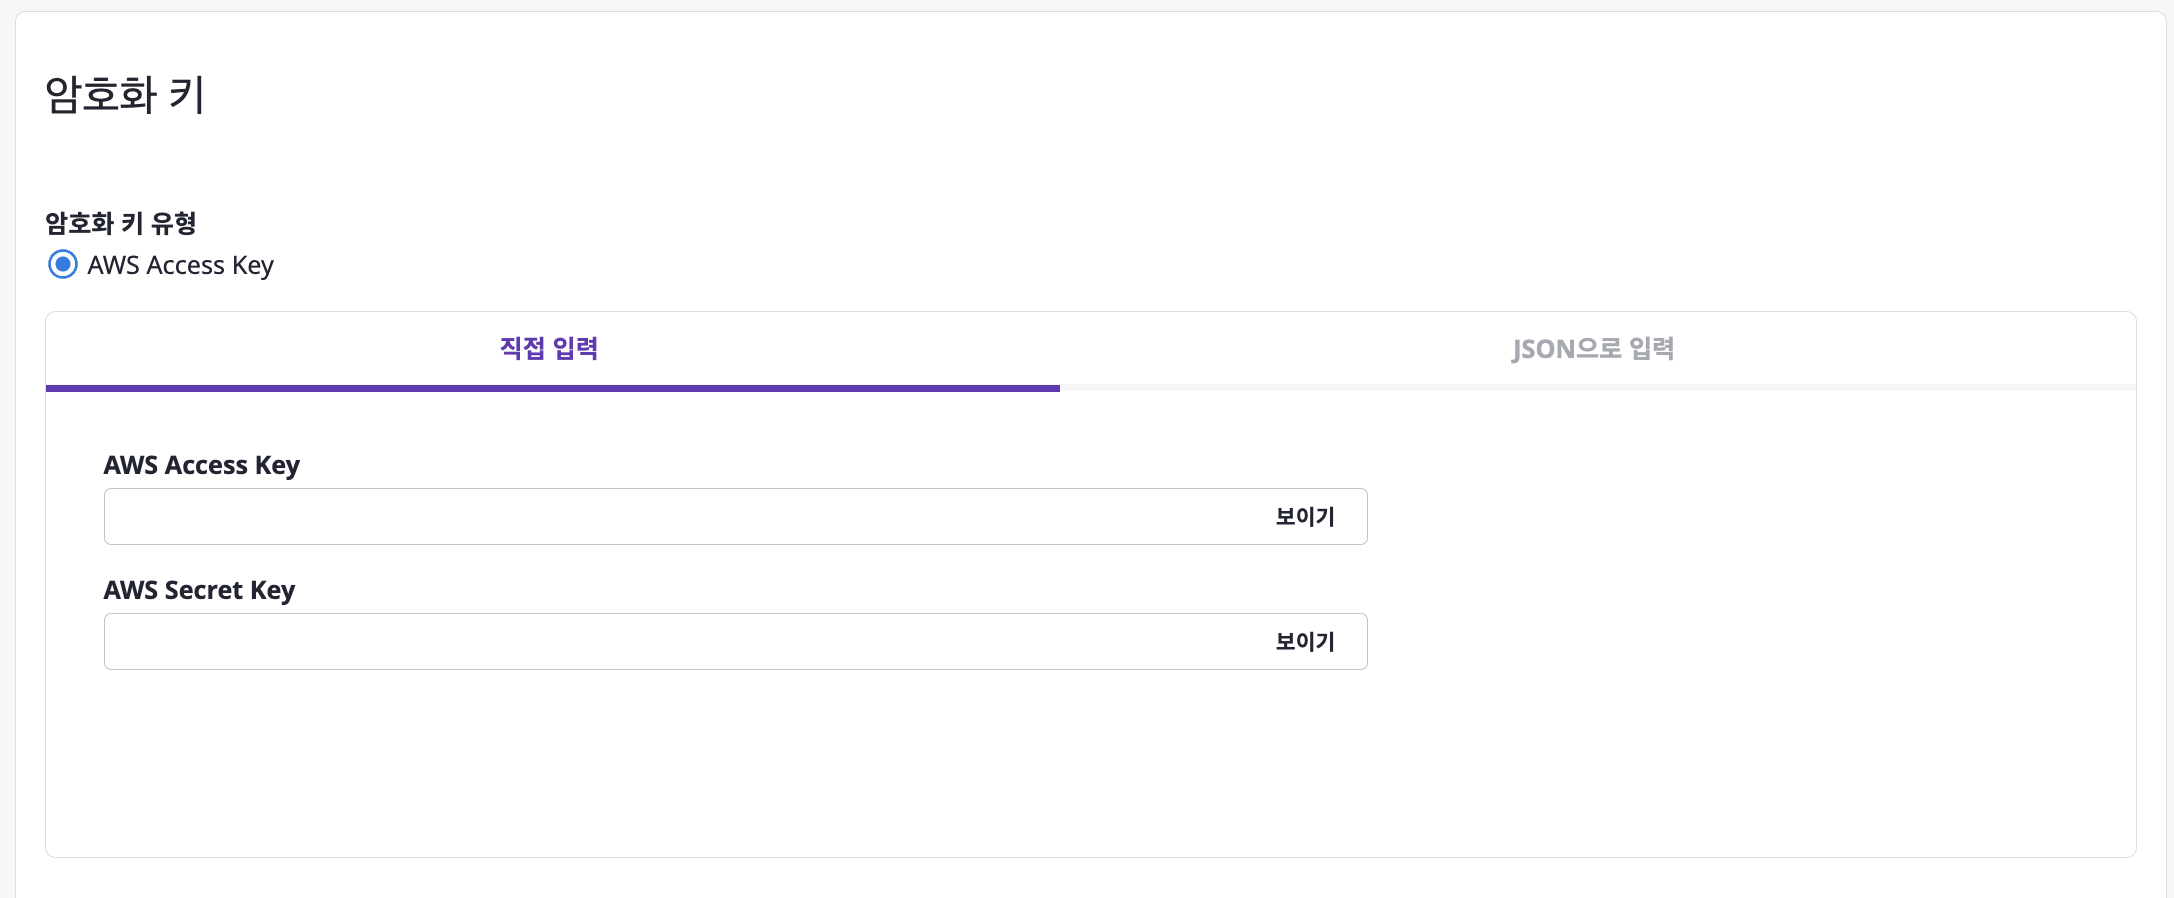 암호화 키
암호화 키 유형
AWS Access Key
직접 입력
JSON으로 입력
AWS Access Key
보이기
AWS Secret Key
보이기